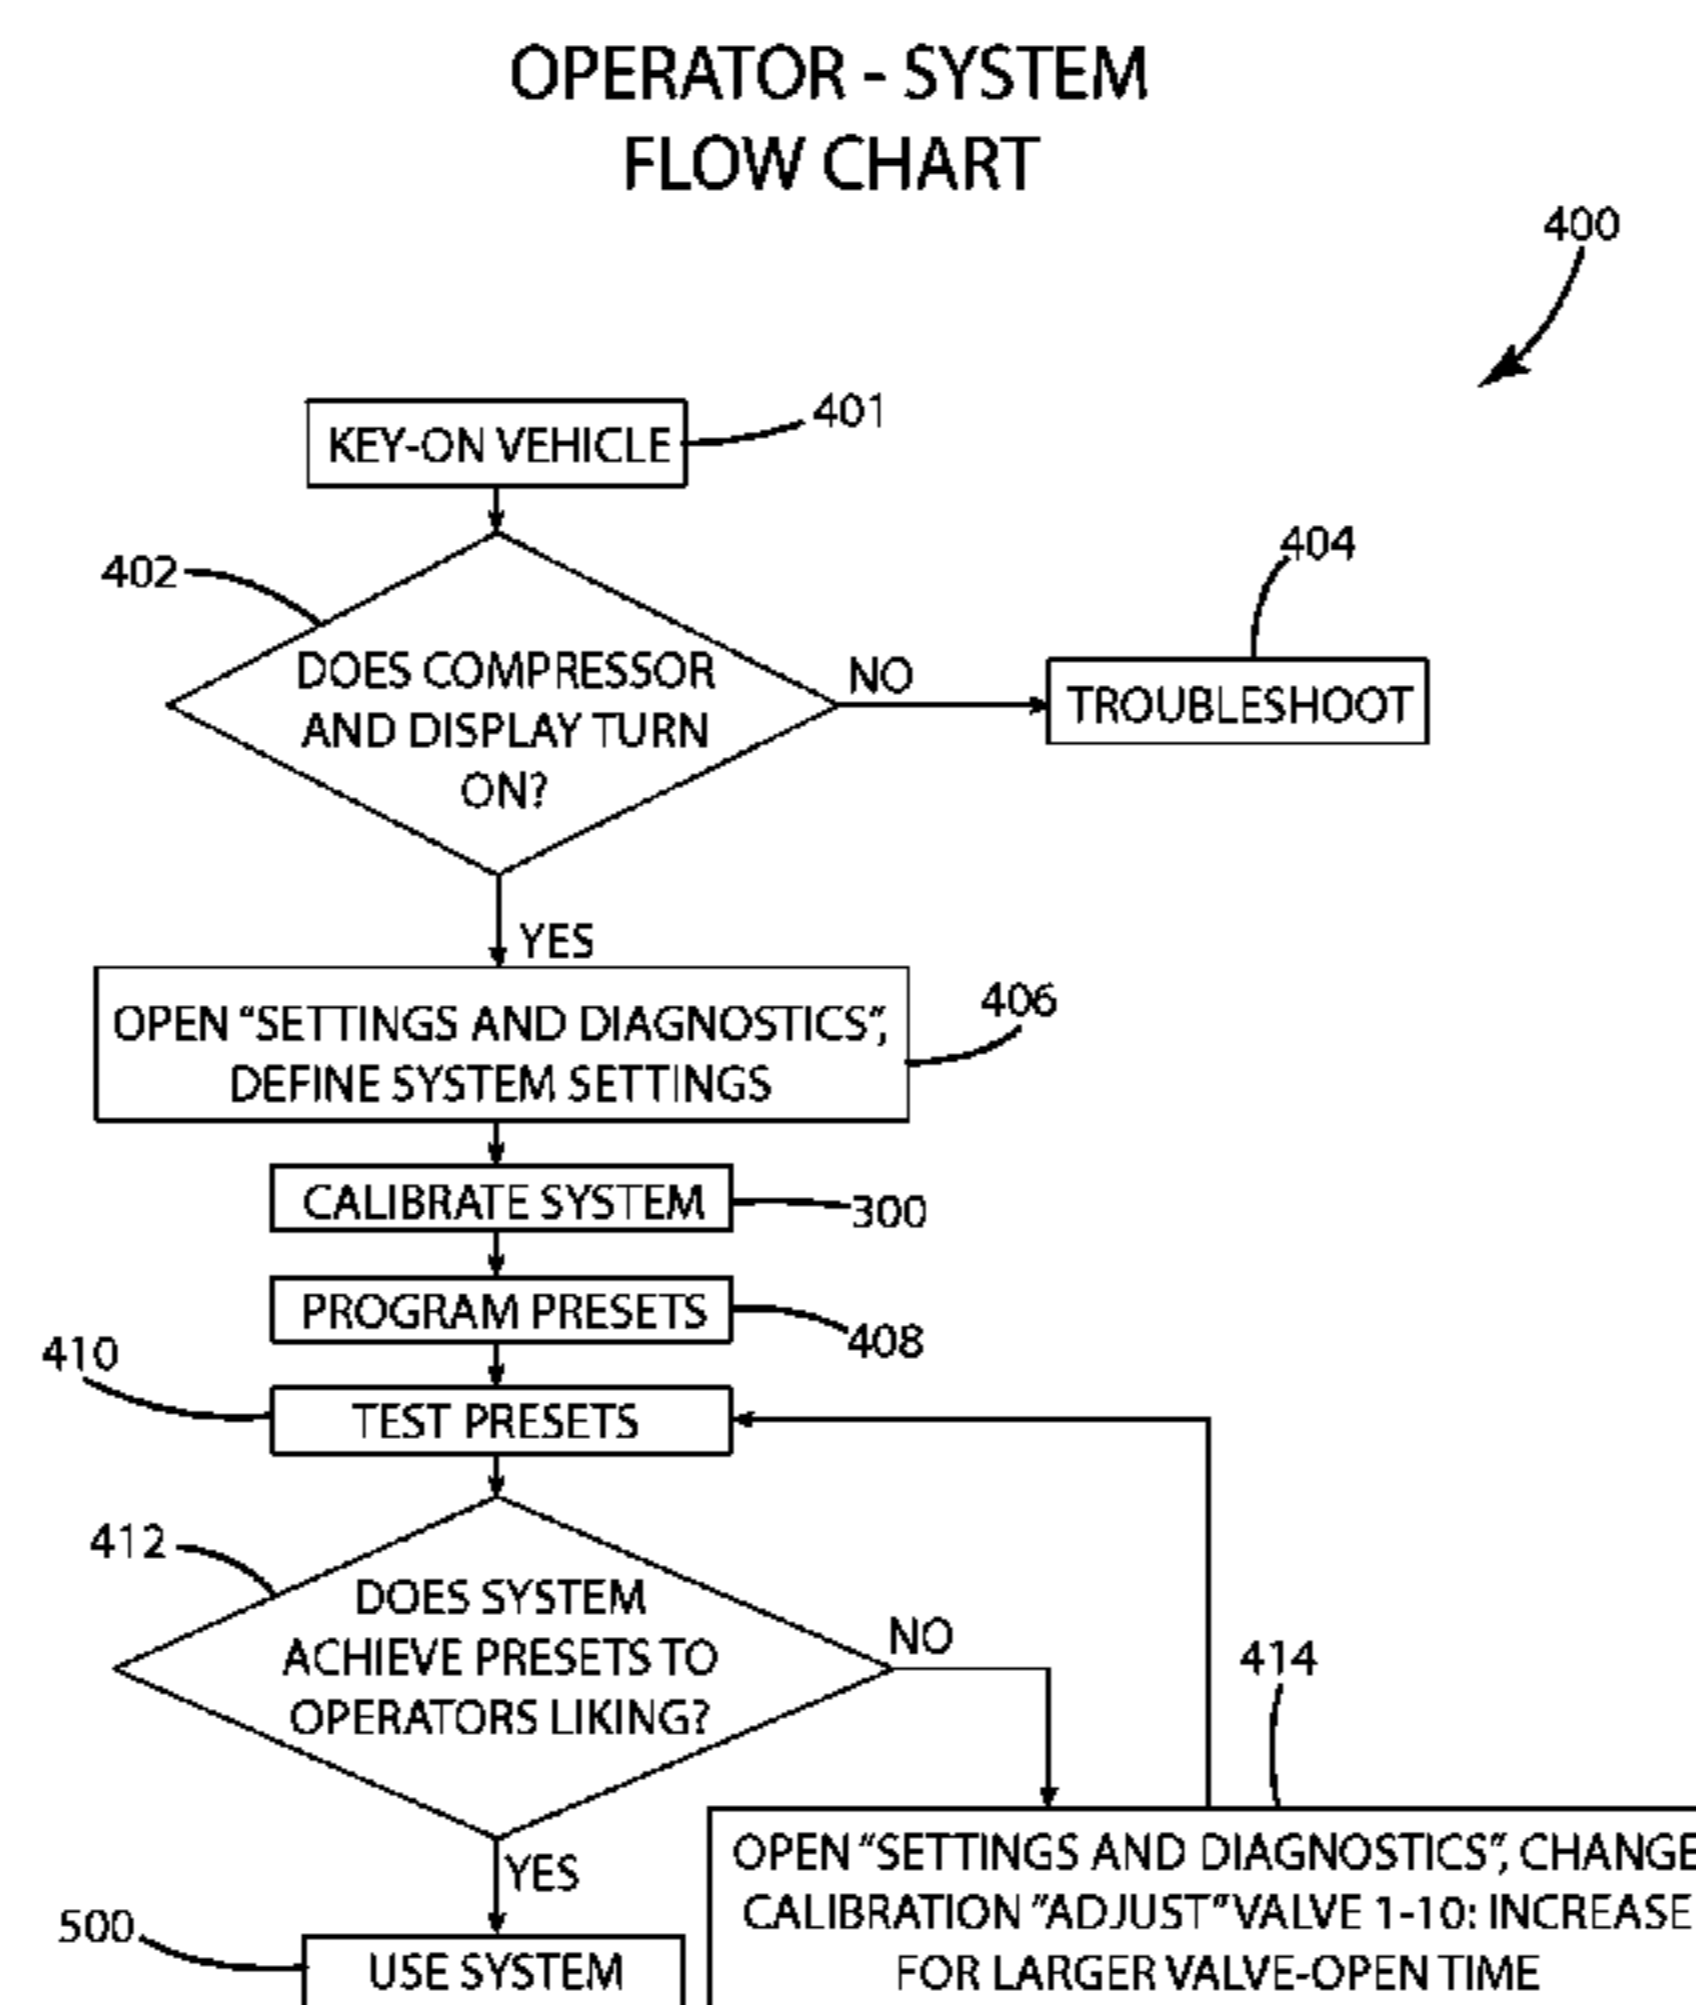 OPERATOR - SYSTEM
FLOW CHART
400
KEY-ON VEHICLE
401
402
DOES COMPRESSOR
AND DISPLAY TURN
ON?
NO
404
TROUBLESHOOT
YES
OPEN "SETTINGS AND DIAGNOSTICS",
DEFINE SYSTEM SETTINGS
406
CALIBRATE SYSTEM
300
PROGRAM PRESETS
408
410
TEST PRESETS
412
DOES SYSTEM
ACHIEVE PRESETS TO
OPERATORS LIKING?
NO
414
YES
OPEN "SETTINGS AND DIAGNOSTICS", CHANGE
CALIBRATION "ADJUST" VALVE 1-10: INCREASE
FOR LARGER VALVE-OPEN TIME
500
USE SYSTEM